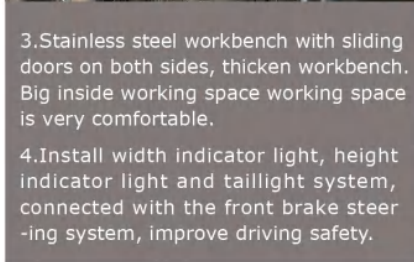 3.Stainless steel workbench with sliding
doors on both sides, thicken workbench.
Big inside working space working space
is very comfortable.
4.Install width indicator light, height
indicator light and taillight system,
connected with the front brake steer
-ing system, improve driving safety.